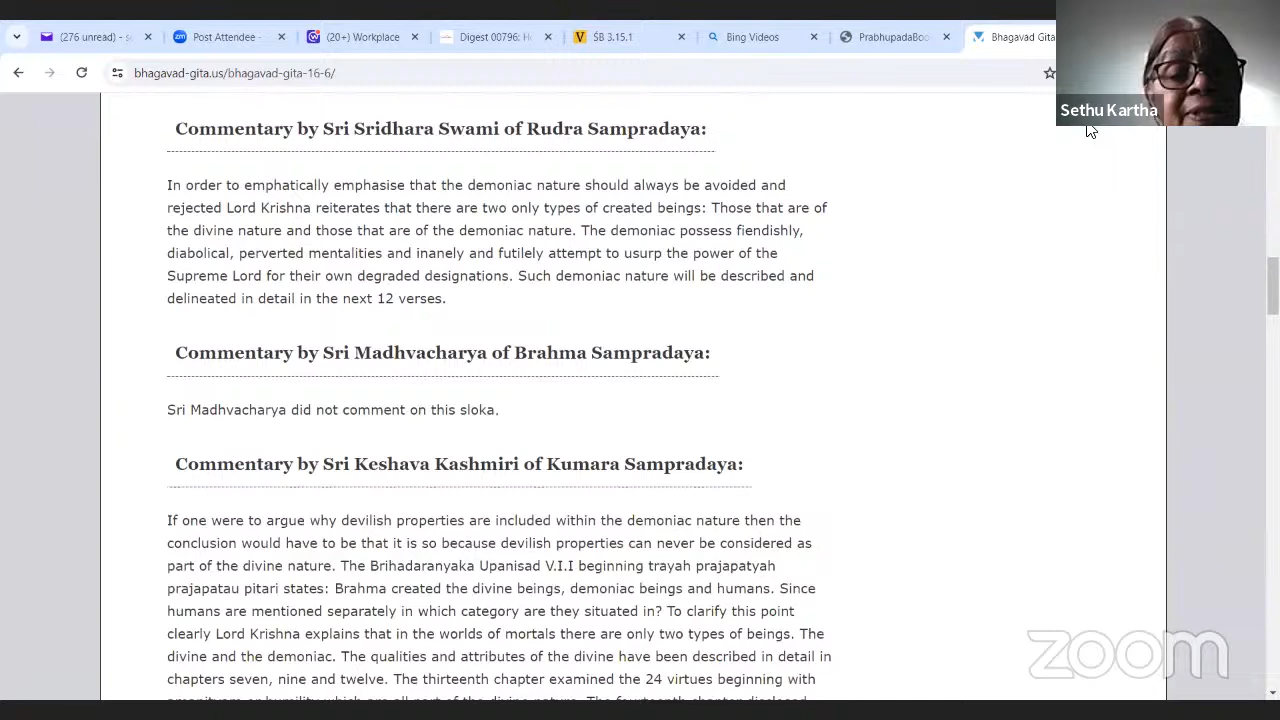 (276 unread) - s
Post Attendee -
(20+) Workplace
Digest 00796: H
SB 3.15.1
Bing Videos
PrabhupadaBoo
Bhagavad Gita
bhagavad-gita.us/bhagavad-gita-16-6/
Sethu Kartha
Commentary by Sri Sridhara Swami of Rudra Sampradaya:
In order to emphatically emphasise that the demoniac nature should always be avoided and
rejected Lord Krishna reiterates that there are two only types of created beings: Those that are of
the divine nature and those that are of the demoniac nature. The demoniac possess fiendishly,
diabolical, perverted mentalities and inanely and futilely attempt to usurp the power of the
Supreme Lord for their own degraded designations. Such demoniac nature will be described and
delineated in detail in the next 12 verses.
Commentary by Sri Madhvacharya of Brahma Sampradaya:
Sri Madhvacharya did not comment on this sloka.
Commentary by Sri Keshava Kashmiri of Kumara Sampradaya:
If one were to argue why devilish properties are included within the demoniac nature then the
conclusion would have to be that it is so because devilish properties can never be considered as
part of the divine nature. The Brihadaranyaka Upanisad V.I.I beginning trayah prajapatyah
prajapatau pitari states: Brahma created the divine beings, demoniac beings and humans. Since
humans are mentioned separately in which category are they situated in? To clarify this point
clearly Lord Krishna explains that in the worlds of mortals there are only two types of beings. The
divine and the demoniac. The qualities and attributes of the divine have been described in detail in
chapters seven, nine and twelve. The thirteenth chapter examined the 24 virtues beginning with
zoom